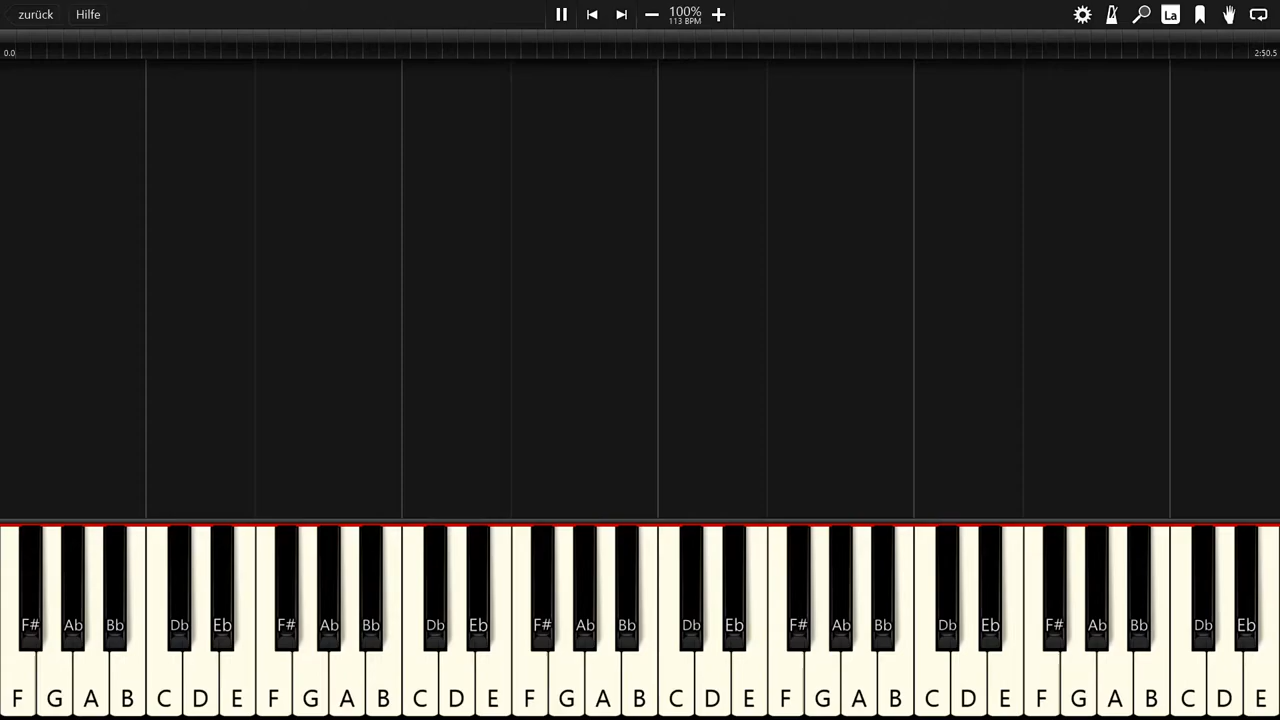 zurück Hilfe 100% La
113 BPM
0.0 2:50.5
F# Ab Bb Db Eb F# Ab Bb Db Eb F# Ab Bb Db Eb F# Ab Bb Db Eb F# Ab Bb Db Eb
F G A B C D E F G A B C D E F G A B C D E F G A B C D E F G A B C D E